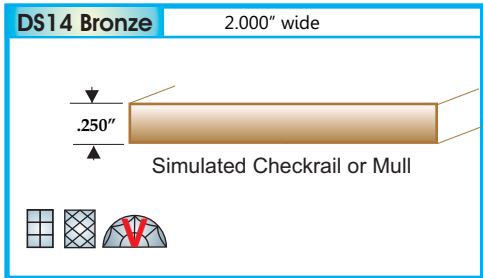 DS14 Bronze 2.000" wide
.250"
Simulated Checkrail or Mull
V